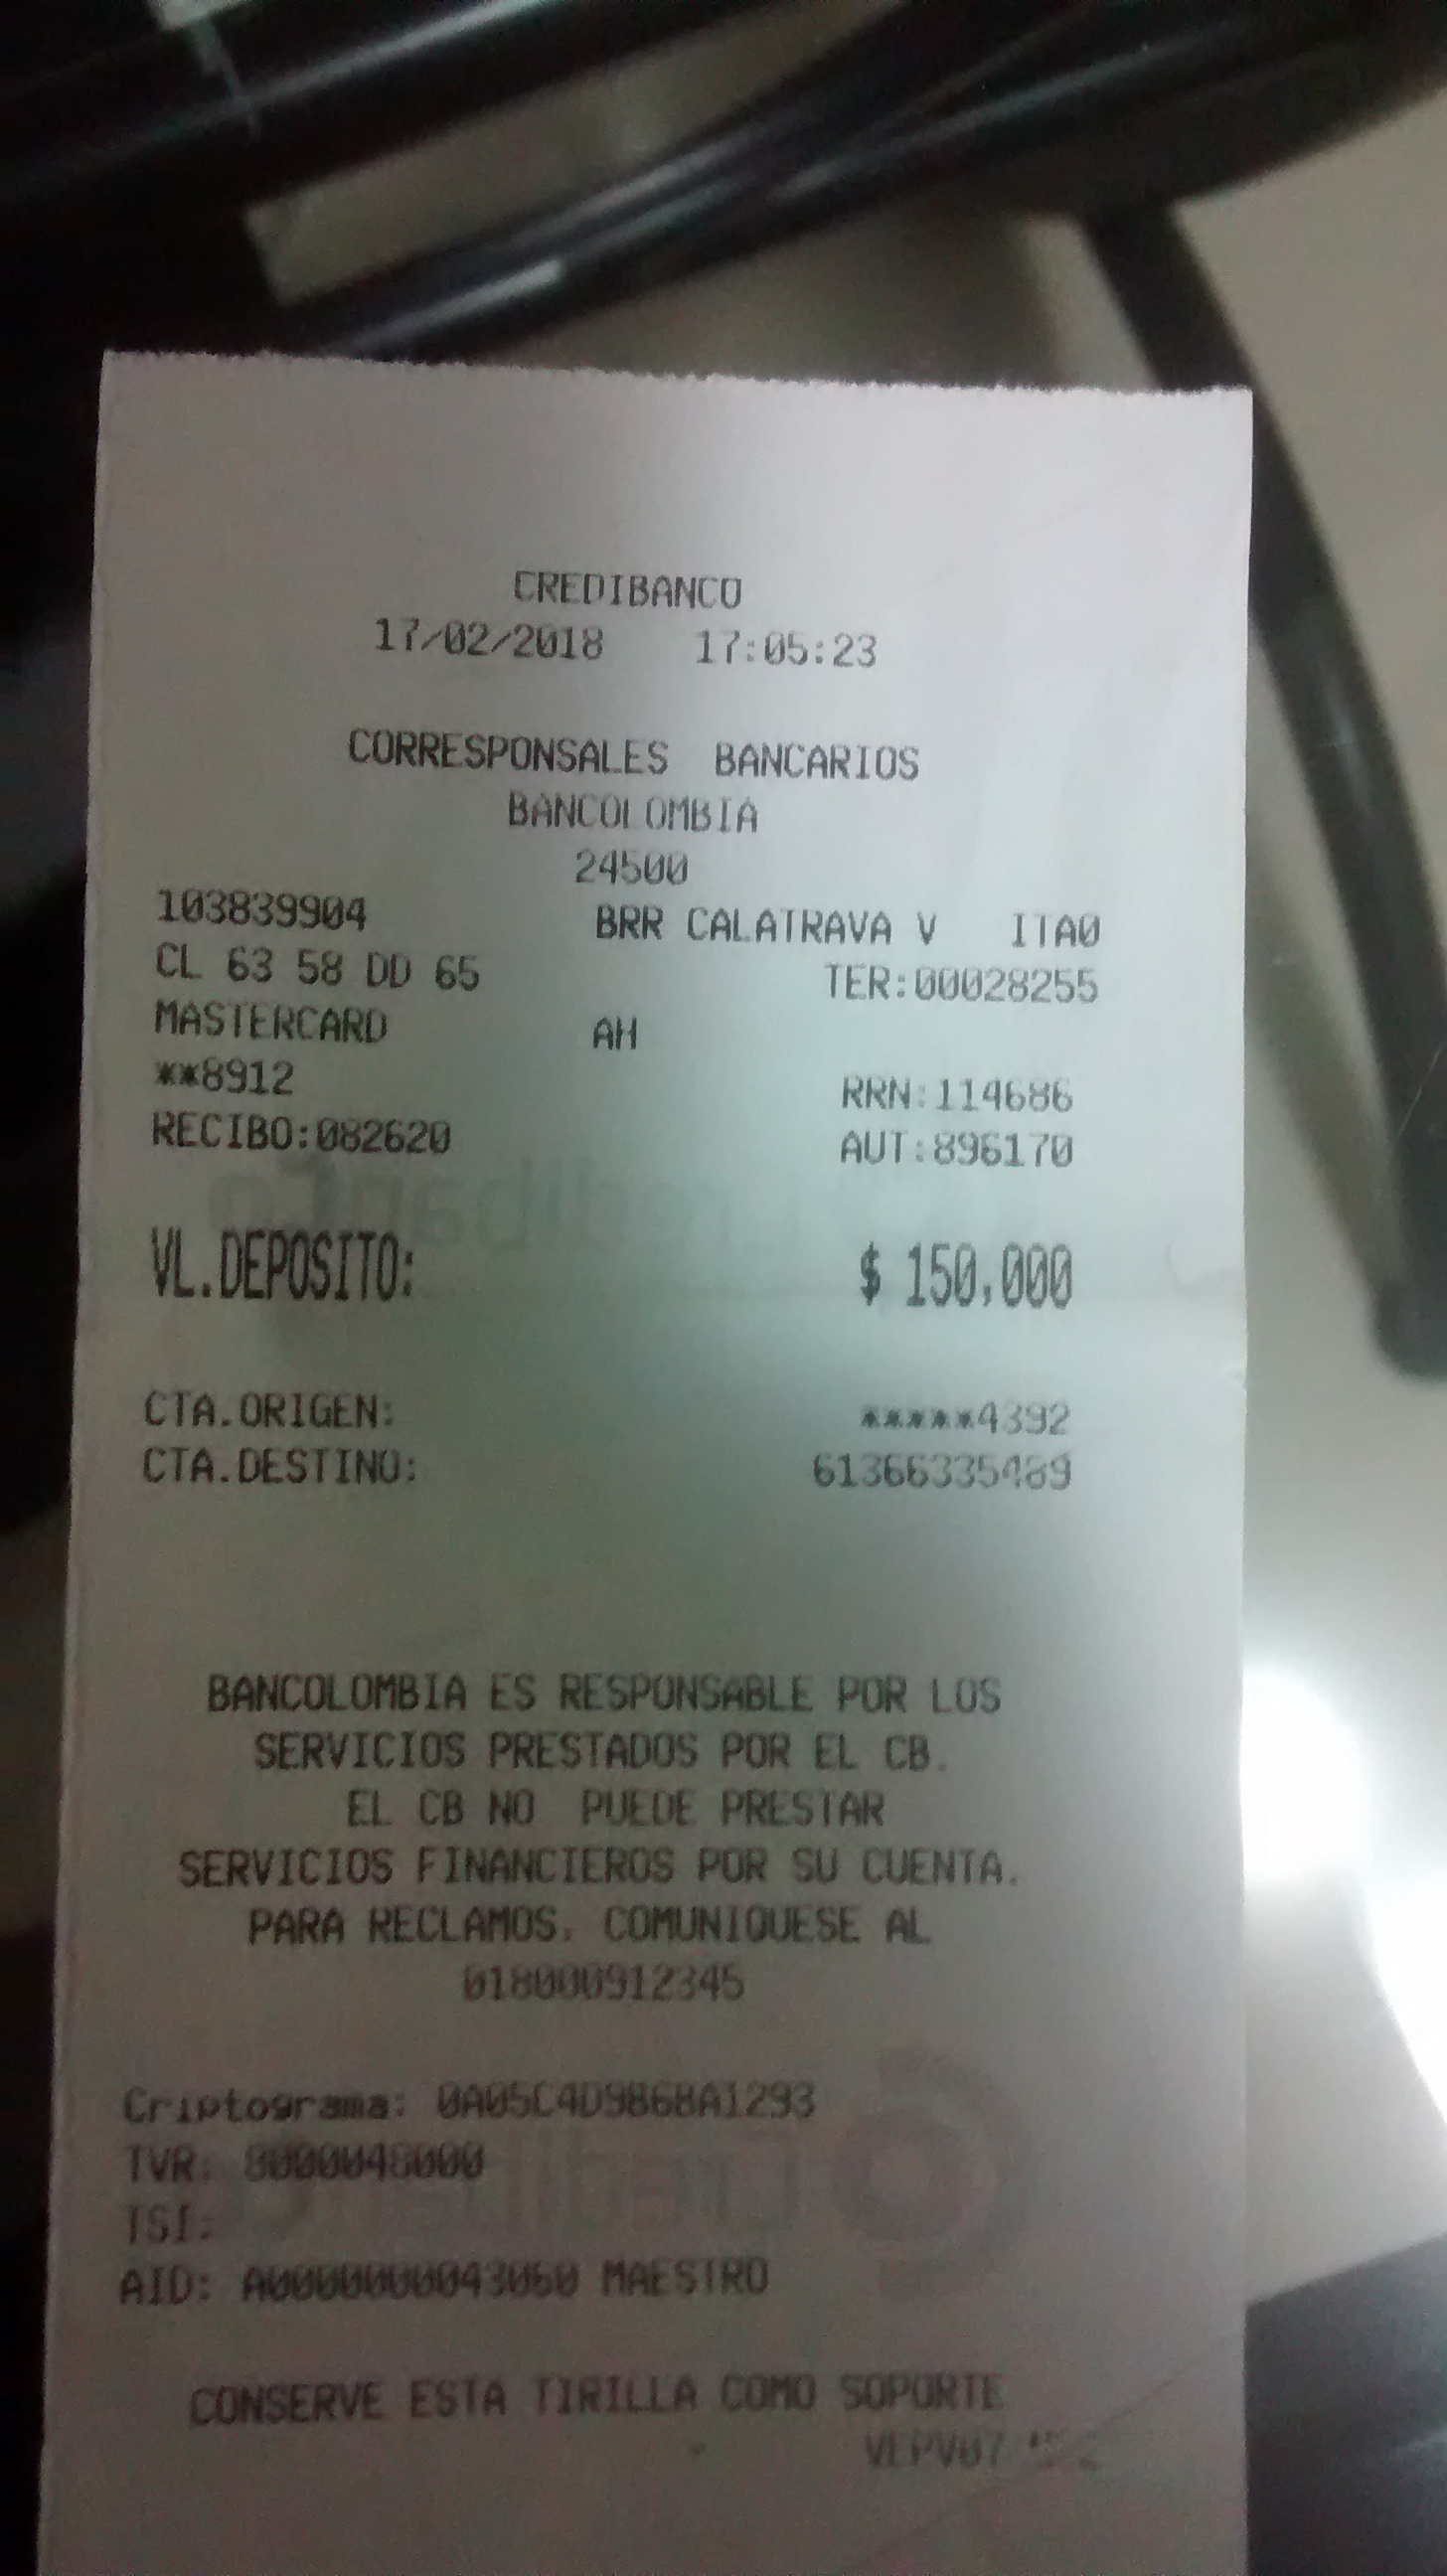 CREDIBANCO
17/02/2018 17:05:23
CORRESPONSALES BANCARIOS
BANCOLOMBIA
24500
103839904 BRR CALATRAVA V ITA0
CL 63 58 DD 65 TER:00028255
MASTERCARD AH
**8912 RRN:114686
RECIBO:082620 AUT:896170
VL.DEPOSITO: $ 150,000
CTA.ORIGEN: *****4392
CTA.DESTINO: 61366335489
BANCOLOMBIA ES RESPONSABLE POR LOS
SERVICIOS PRESTADOS POR EL CB.
EL CB NO PUEDE PRESTAR
SERVICIOS FINANCIEROS POR SU CUENTA.
PARA RECLAMOS, COMUNIQUESE AL
018000912345
Criptograma: 0A05C4D9868A1293
TVR: 8000048000
TSI:
AID: A0000000043060 MAESTRO
CONSERVE ESTA TIRILLA COMO SOPORTE